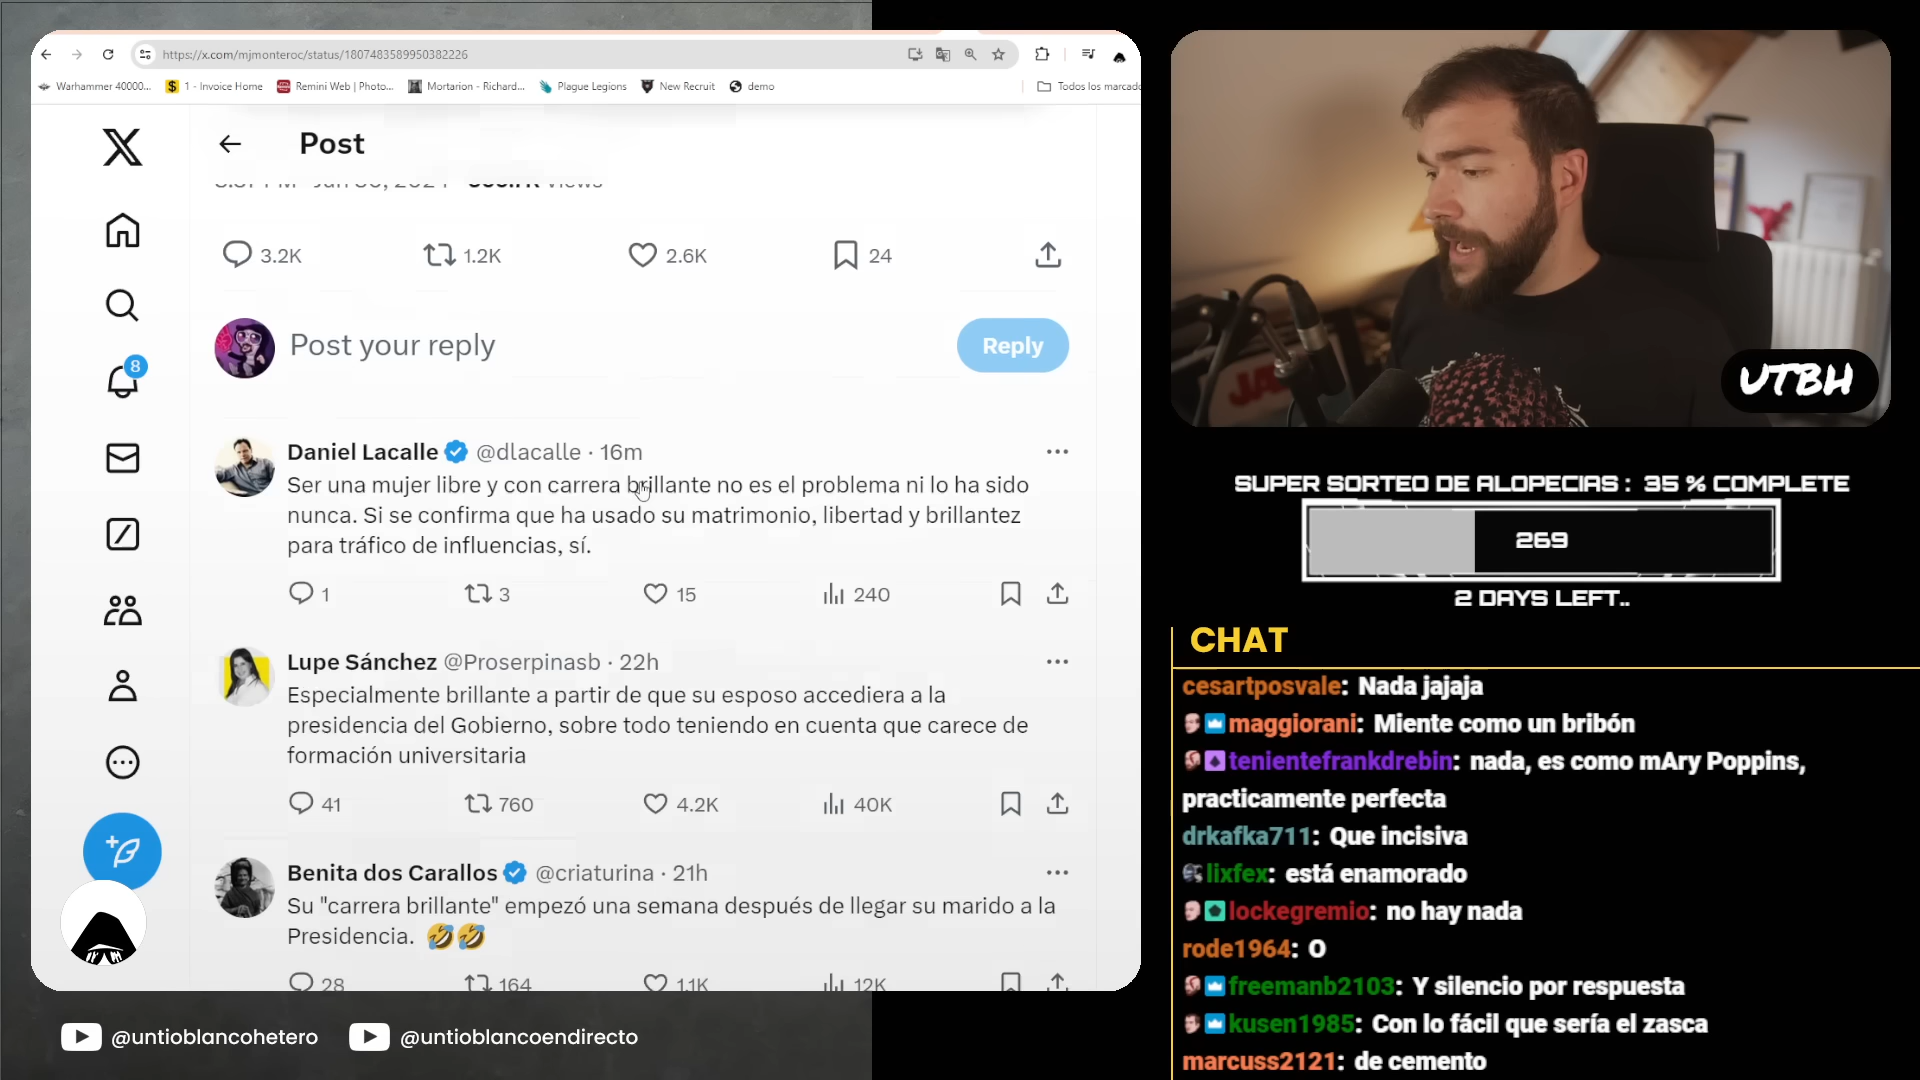 https://x.com/mjmonteroc/status/1807483589950382226
Warhammer 40000...
1 - Invoice Home
Remini Web | Photo...
Mortarion - Richard...
Plague Legions
New Recruit
demo
Todos los marcado
Post
Views
3.2K
1.2K
2.6K
24
Post your reply
Reply
8
Daniel Lacalle @dlacalle · 16m
Ser una mujer libre y con carrera brillante no es el problema ni lo ha sido
nunca. Si se confirma que ha usado su matrimonio, libertad y brillantez
para tráfico de influencias, sí.
1
3
15
240
Lupe Sánchez @Proserpinasb · 22h
Especialmente brillante a partir de que su esposo accediera a la
presidencia del Gobierno, sobre todo teniendo en cuenta que carece de
formación universitaria
41
760
4.2K
40K
Benita dos Carallos @criaturina · 21h
Su "carrera brillante" empezó una semana después de llegar su marido a la
Presidencia. 🤣🤣
28
164
1.1K
12K
@untioblancohetero
@untioblancoendirecto
UTBH
SUPER SORTEO DE ALOPECIAS : 35 % COMPLETE
269
2 DAYS LEFT..
CHAT
cesartposvale: Nada jajaja
maggiorani: Miente como un bribón
tenientefrankdrebin: nada, es como mAry Poppins,
practicamente perfecta
drkafka711: Que incisiva
lixfex: está enamorado
lockegremio: no hay nada
rode1964: O
freemanb2103: Y silencio por respuesta
kusen1985: Con lo fácil que sería el zasca
marcuss2121: de cemento